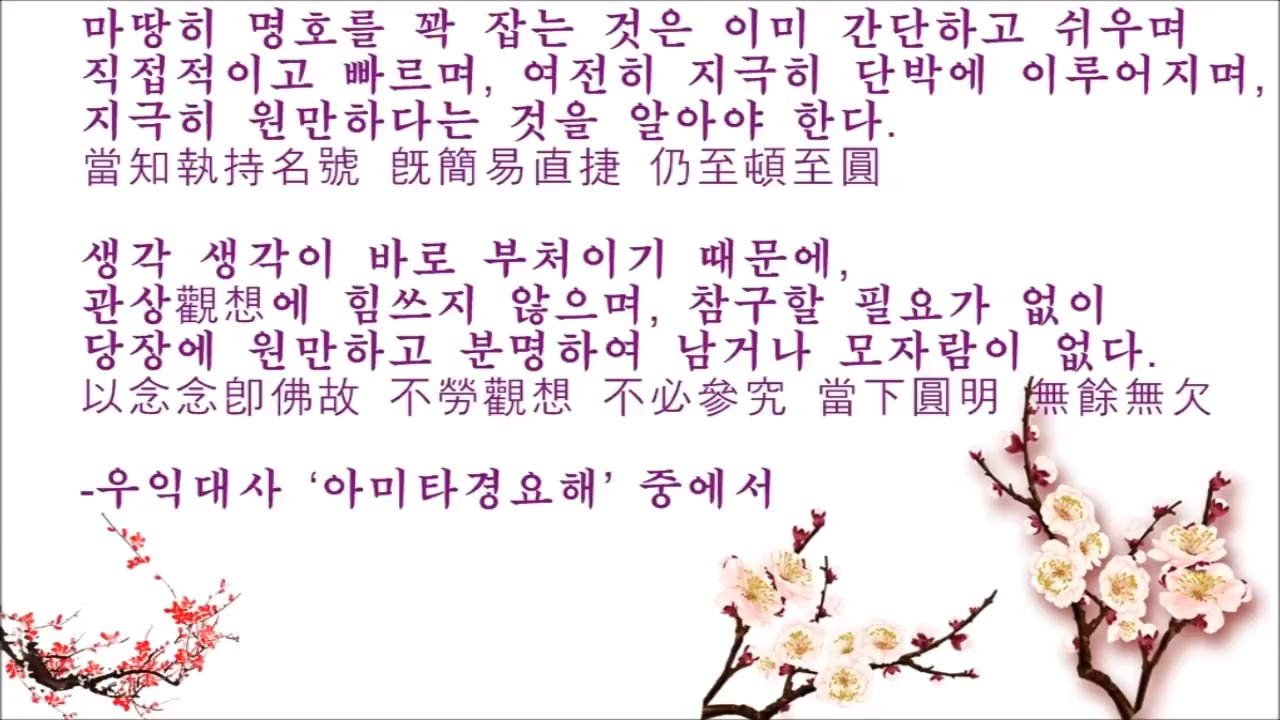 마땅히 명호를 꽉 잡는 것은 이미 간단하고 쉬우며
직접적이고 빠르며, 여전히 지극히 단박에 이루어지며,
지극히 원만하다는 것을 알아야 한다.
當知執持名號 旣簡易直捷 仍至頓至圓
생각 생각이 바로 부처이기 때문에,
관상觀想에 힘쓰지 않으며, 참구할 필요가 없이
당장에 원만하고 분명하여 남거나 모자람이 없다.
以念念卽佛故 不勞觀想 不必參究 當下圓明 無餘無欠
-우익대사 ‘아미타경요해’ 중에서